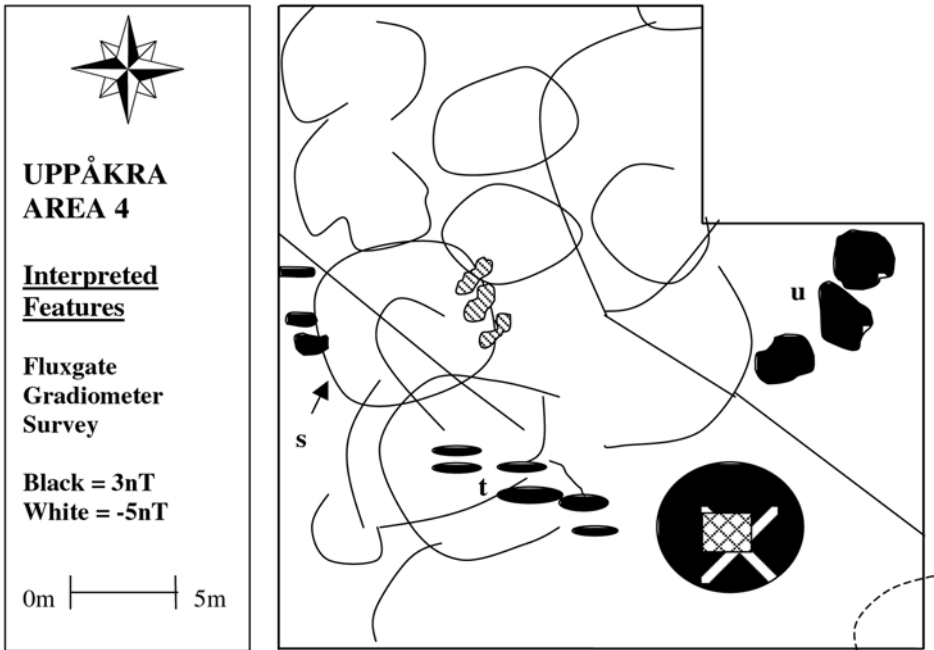 UPPÅKRA
AREA 4
Interpreted
Features
Fluxgate
Gradiometer
Survey
Black = 3nT
White = -5nT
0m 5m
u
s
t